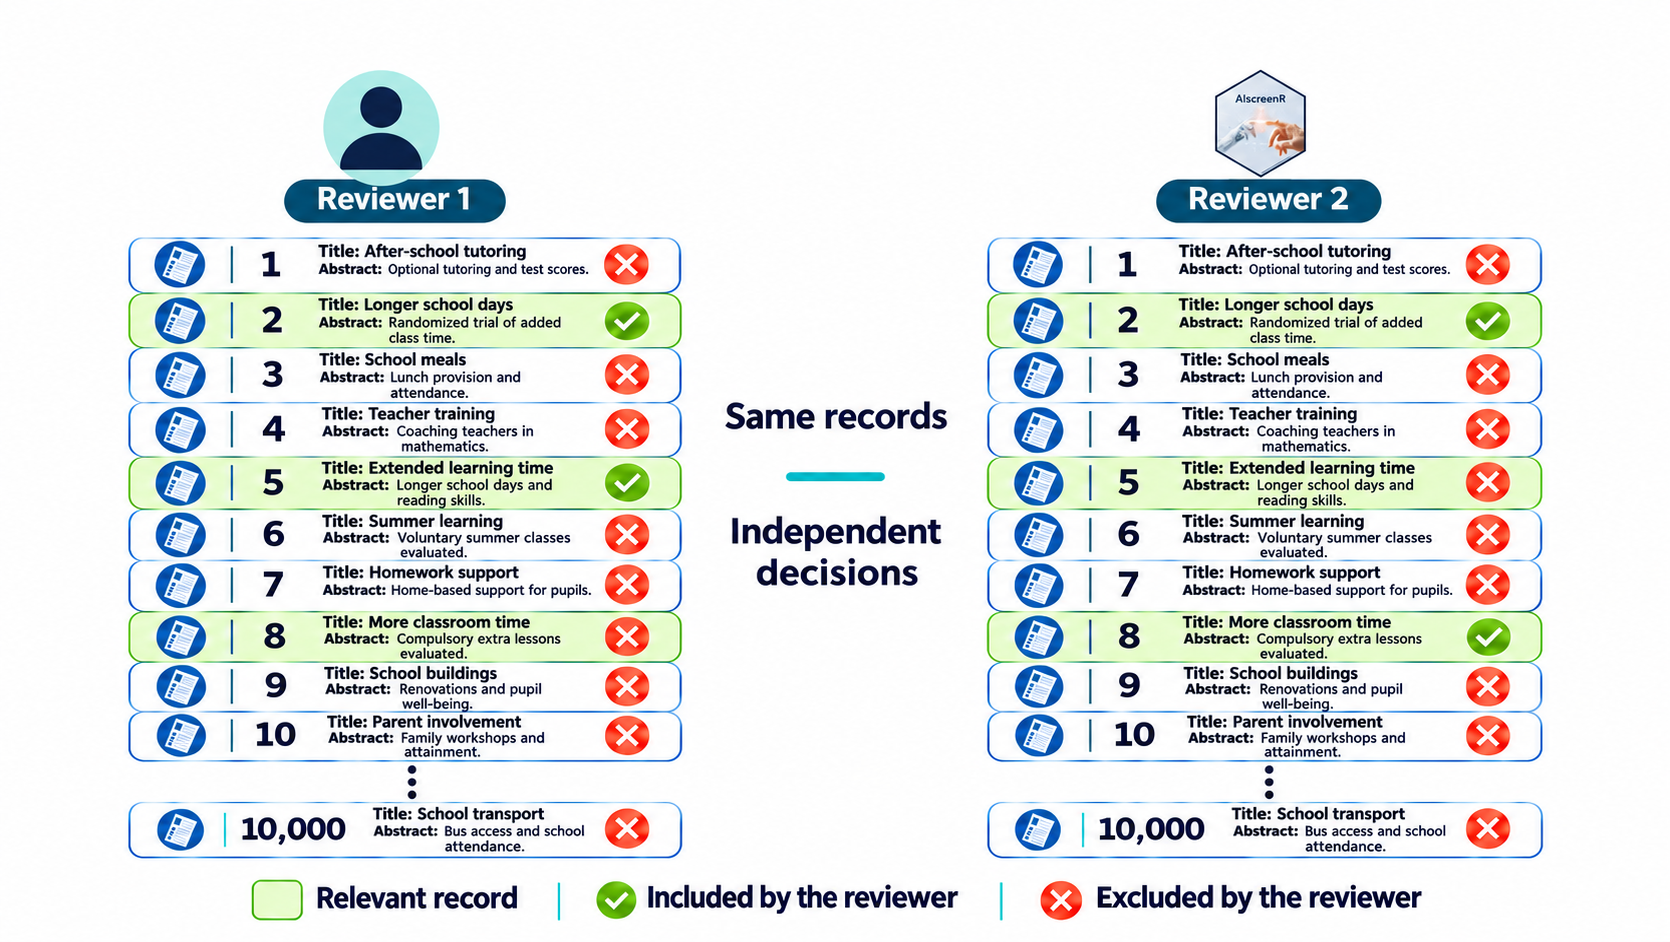 Reviewer 1
1
Title: After-school tutoring
Abstract: Optional tutoring and test scores.
2
Title: Longer school days
Abstract: Randomized trial of added
class time.
3
Title: School meals
Abstract: Lunch provision and
attendance.
4
Title: Teacher training
Abstract: Coaching teachers in
mathematics.
5
Title: Extended learning time
Abstract: Longer school days and
reading skills.
6
Title: Summer learning
Abstract: Voluntary summer classes
evaluated.
7
Title: Homework support
Abstract: Home-based support for pupils.
8
Title: More classroom time
Abstract: Compulsory extra lessons
evaluated.
9
Title: School buildings
Abstract: Renovations and pupil
well-being.
10
Title: Parent involvement
Abstract: Family workshops and
attainment.
10,000
Title: School transport
Abstract: Bus access and school
attendance.
Same records
Independent
decisions
AIscreenR
Reviewer 2
1
Title: After-school tutoring
Abstract: Optional tutoring and test scores.
2
Title: Longer school days
Abstract: Randomized trial of added
class time.
3
Title: School meals
Abstract: Lunch provision and
attendance.
4
Title: Teacher training
Abstract: Coaching teachers in
mathematics.
5
Title: Extended learning time
Abstract: Longer school days and
reading skills.
6
Title: Summer learning
Abstract: Voluntary summer classes
evaluated.
7
Title: Homework support
Abstract: Home-based support for pupils.
8
Title: More classroom time
Abstract: Compulsory extra lessons
evaluated.
9
Title: School buildings
Abstract: Renovations and pupil
well-being.
10
Title: Parent involvement
Abstract: Family workshops and
attainment.
10,000
Title: School transport
Abstract: Bus access and school
attendance.
Relevant record
Included by the reviewer
Excluded by the reviewer